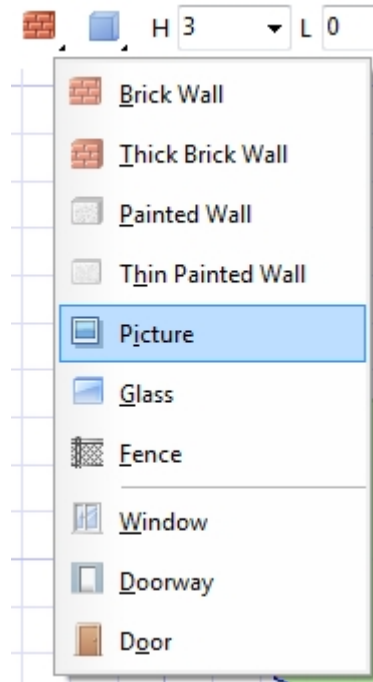 H 3 L 0
Brick Wall
Thick Brick Wall
Painted Wall
Thin Painted Wall
Picture
Glass
Fence
Window
Doorway
Door